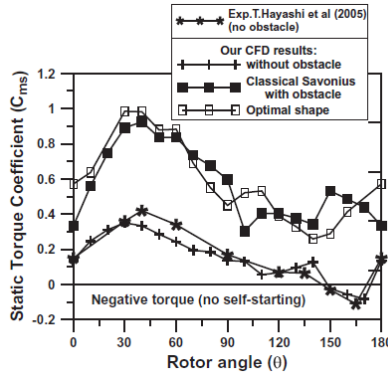 Exp.T.Hayashi et al (2005)
(no obstacle)
Our CFD results:
without obstacle
Classical Savonius
with obstacle
Optimal shape
Static Torque Coefficient (Cms)
1.2
1
0.8
0.6
0.4
0.2
0
-0.2
Negative torque (no self-starting)
0 30 60 90 120 150 180
Rotor angle (θ)